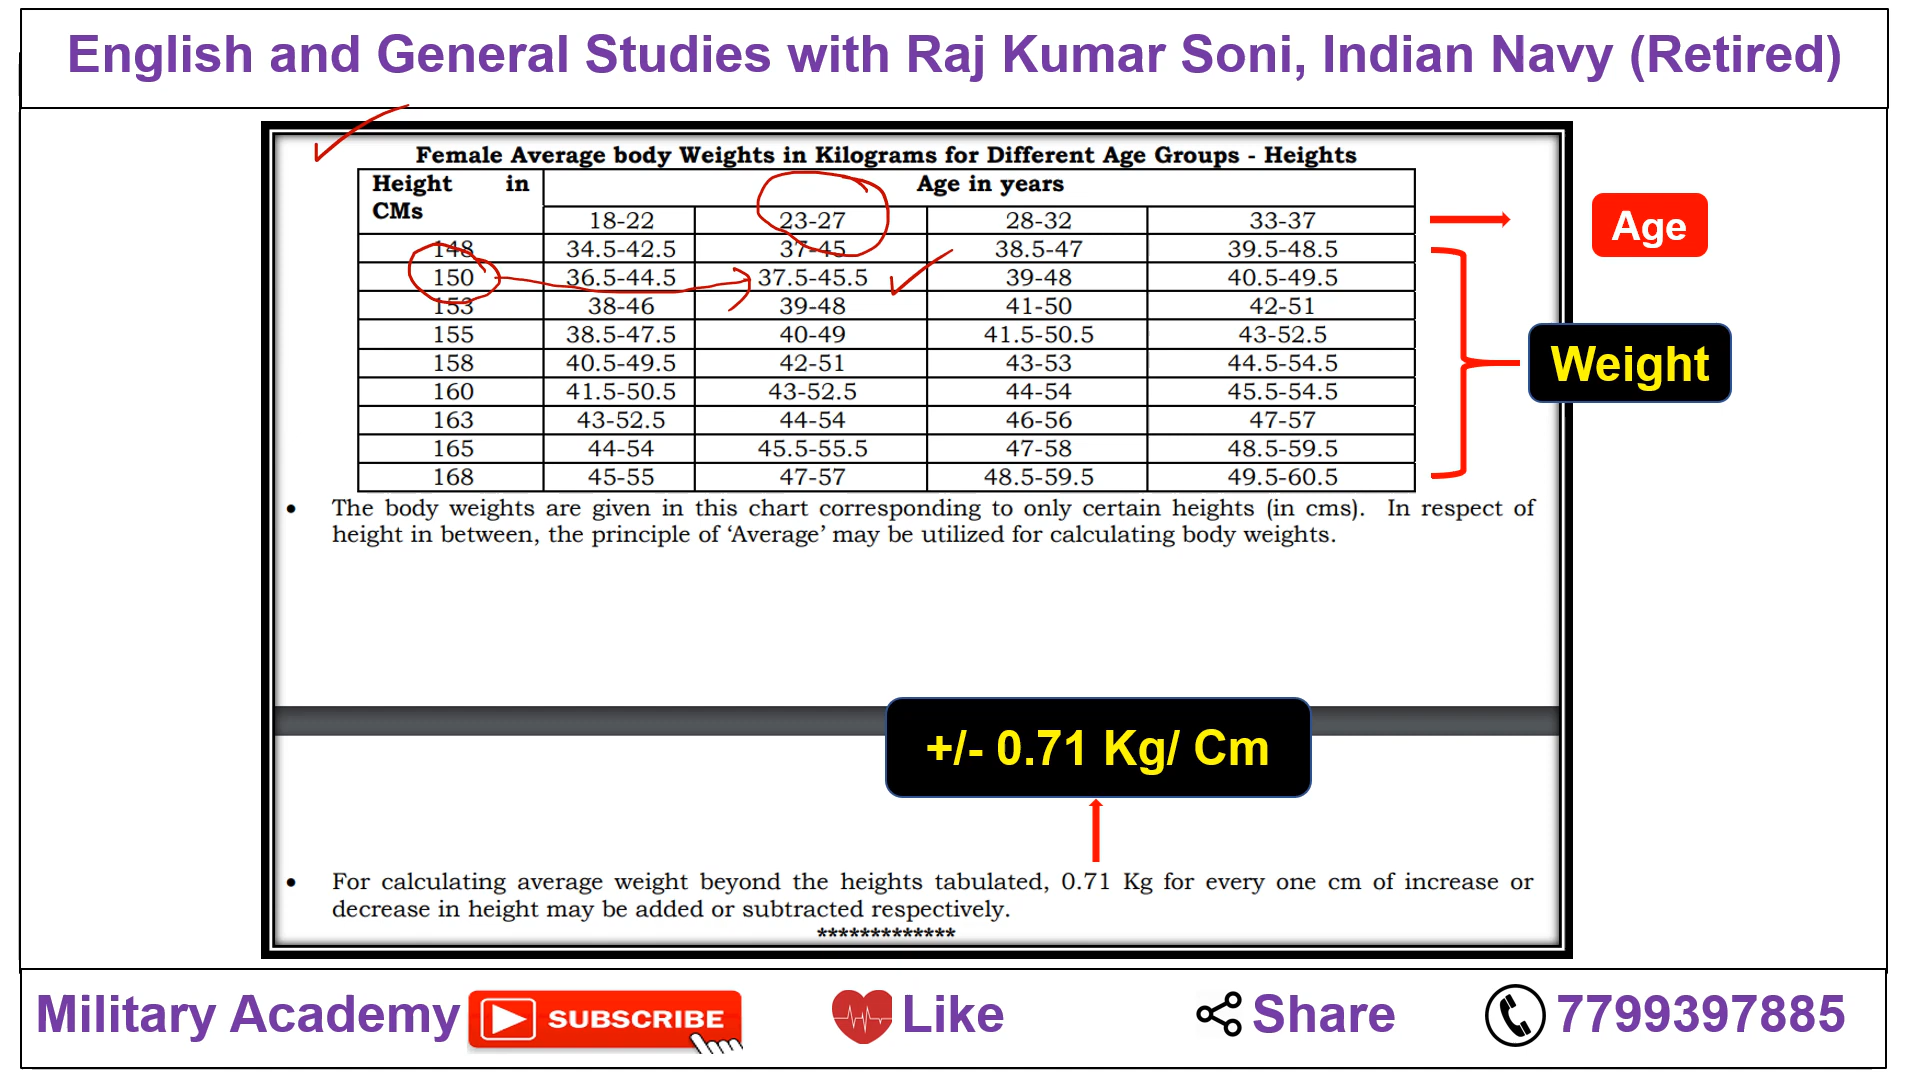 English and General Studies with Raj Kumar Soni, Indian Navy (Retired)
Female Average body Weights in Kilograms for Different Age Groups - Heights
Height in CMs Age in years
18-22 23-27 28-32 33-37
148 34.5-42.5 37-45 38.5-47 39.5-48.5
150 36.5-44.5 37.5-45.5 39-48 40.5-49.5
153 38-46 39-48 41-50 42-51
155 38.5-47.5 40-49 41.5-50.5 43-52.5
158 40.5-49.5 42-51 43-53 44.5-54.5
160 41.5-50.5 43-52.5 44-54 45.5-54.5
163 43-52.5 44-54 46-56 47-57
165 44-54 45.5-55.5 47-58 48.5-59.5
168 45-55 47-57 48.5-59.5 49.5-60.5
Age
Weight
• The body weights are given in this chart corresponding to only certain heights (in cms). In respect of
height in between, the principle of ‘Average’ may be utilized for calculating body weights.
+/- 0.71 Kg/ Cm
• For calculating average weight beyond the heights tabulated, 0.71 Kg for every one cm of increase or
decrease in height may be added or subtracted respectively.
*************
Military Academy SUBSCRIBE Like Share 7799397885